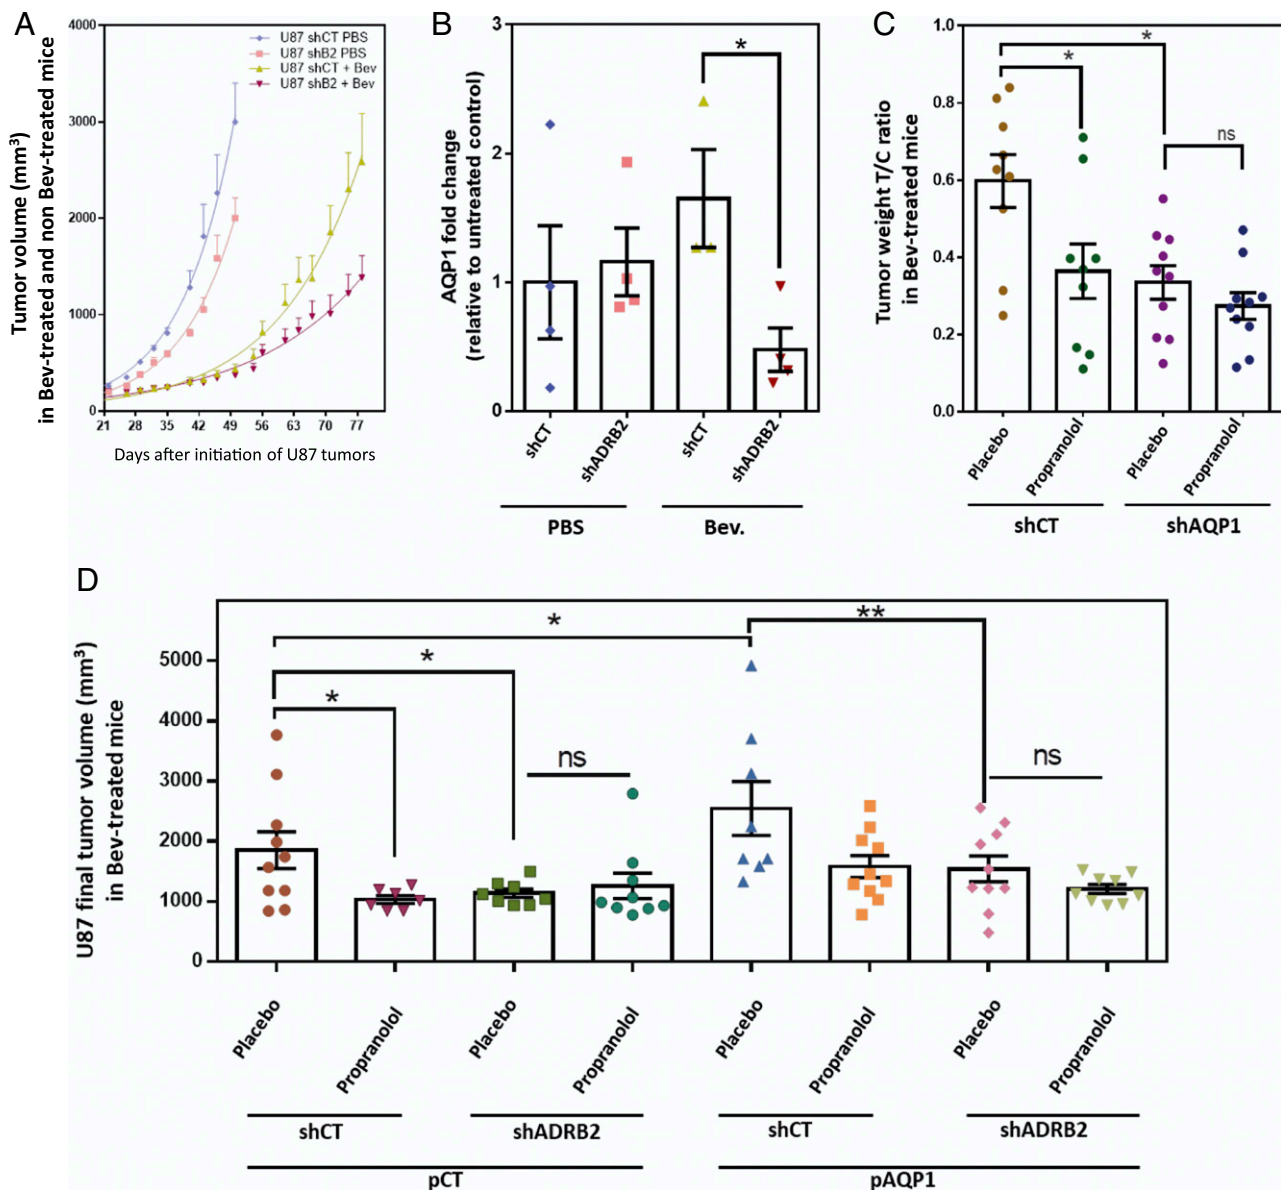 A
Tumor volume (mm³)
in Bev-treated and non Bev-treated mice
4000
3000
2000
1000
0
U87 shCT PBS
U87 shB2 PBS
U87 shCT + Bev
U87 shB2 + Bev
21 28 35 42 49 56 63 70 77
Days after initiation of U87 tumors
B
AQP1 fold change
(relative to untreated control)
3
2
1
0
*
shCT
shADRB2
shCT
shADRB2
PBS
Bev.
C
Tumor weight T/C ratio
in Bev-treated mice
1.0
0.8
0.6
0.4
0.2
0.0
*
*
ns
Placebo
Propranolol
Placebo
Propranolol
shCT
shAQP1
D
U87 final tumor volume (mm³)
in Bev-treated mice
5000
4000
3000
2000
1000
0
*
*
*
ns
**
ns
Placebo
Propranolol
Placebo
Propranolol
Placebo
Propranolol
Placebo
Propranolol
shCT
shADRB2
shCT
shADRB2
pCT
pAQP1